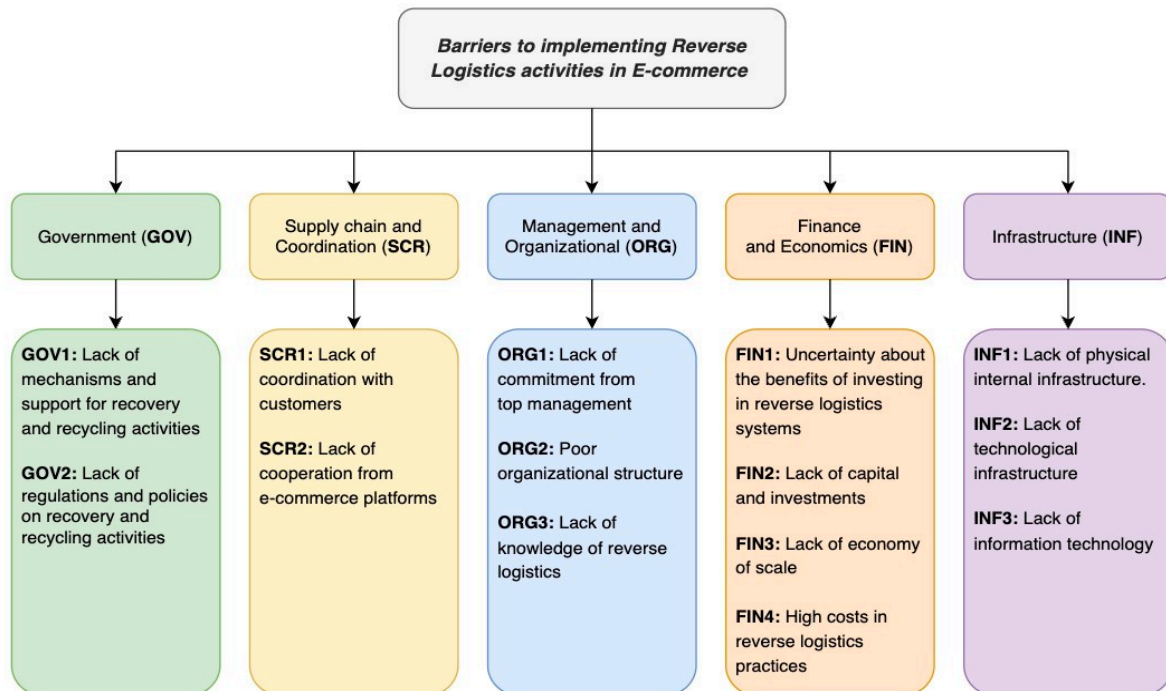 Barriers to implementing Reverse
Logistics activities in E-commerce
Government (GOV)
Supply chain and
Coordination (SCR)
Management and
Organizational (ORG)
Finance
and Economics (FIN)
Infrastructure (INF)
GOV1: Lack of
mechanisms and
support for recovery
and recycling activities
GOV2: Lack of
regulations and policies
on recovery and
recycling activities
SCR1: Lack of
coordination with
customers
SCR2: Lack of
cooperation from
e-commerce platforms
ORG1: Lack of
commitment from
top management
ORG2: Poor
organizational structure
ORG3: Lack of
knowledge of reverse
logistics
FIN1: Uncertainty about
the benefits of investing
in reverse logistics
systems
FIN2: Lack of capital
and investments
FIN3: Lack of economy
of scale
FIN4: High costs in
reverse logistics
practices
INF1: Lack of physical
internal infrastructure.
INF2: Lack of
technological
infrastructure
INF3: Lack of
information technology